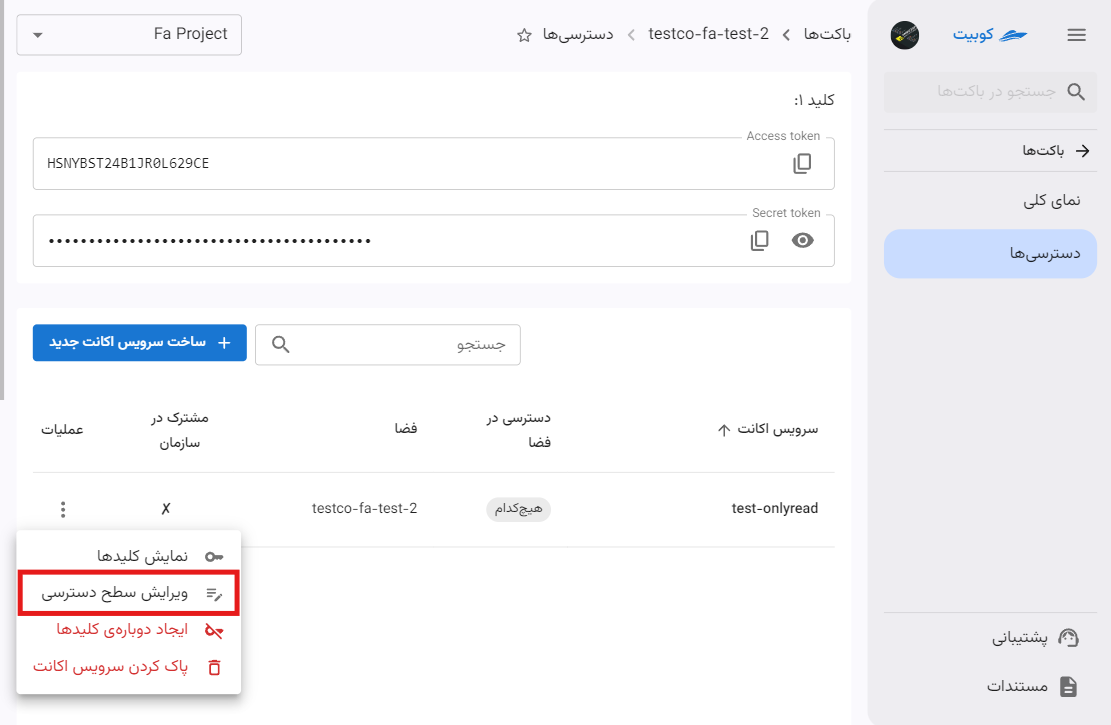 کوبیت
جستجو در باکت‌ها
باکت‌ها
نمای کلی
دسترسی‌ها
پشتیبانی
مستندات
باکت‌ها > testco-fa-test-2 > دسترسی‌ها
Fa Project
کلید ۱:
Access token
HSNYBST24B1JR0L629CE
Secret token
••••••••••••••••••••••••••••••••••••••••
جستجو
+ ساخت سرویس اکانت جدید
سرویس اکانت ↑
دسترسی در
فضا
فضا
مشترک در
سازمان
عملیات
test-onlyread
هیچ‌کدام
testco-fa-test-2
✗
نمایش کلیدها
ویرایش سطح دسترسی
ایجاد دوباره‌ی کلیدها
پاک کردن سرویس اکانت